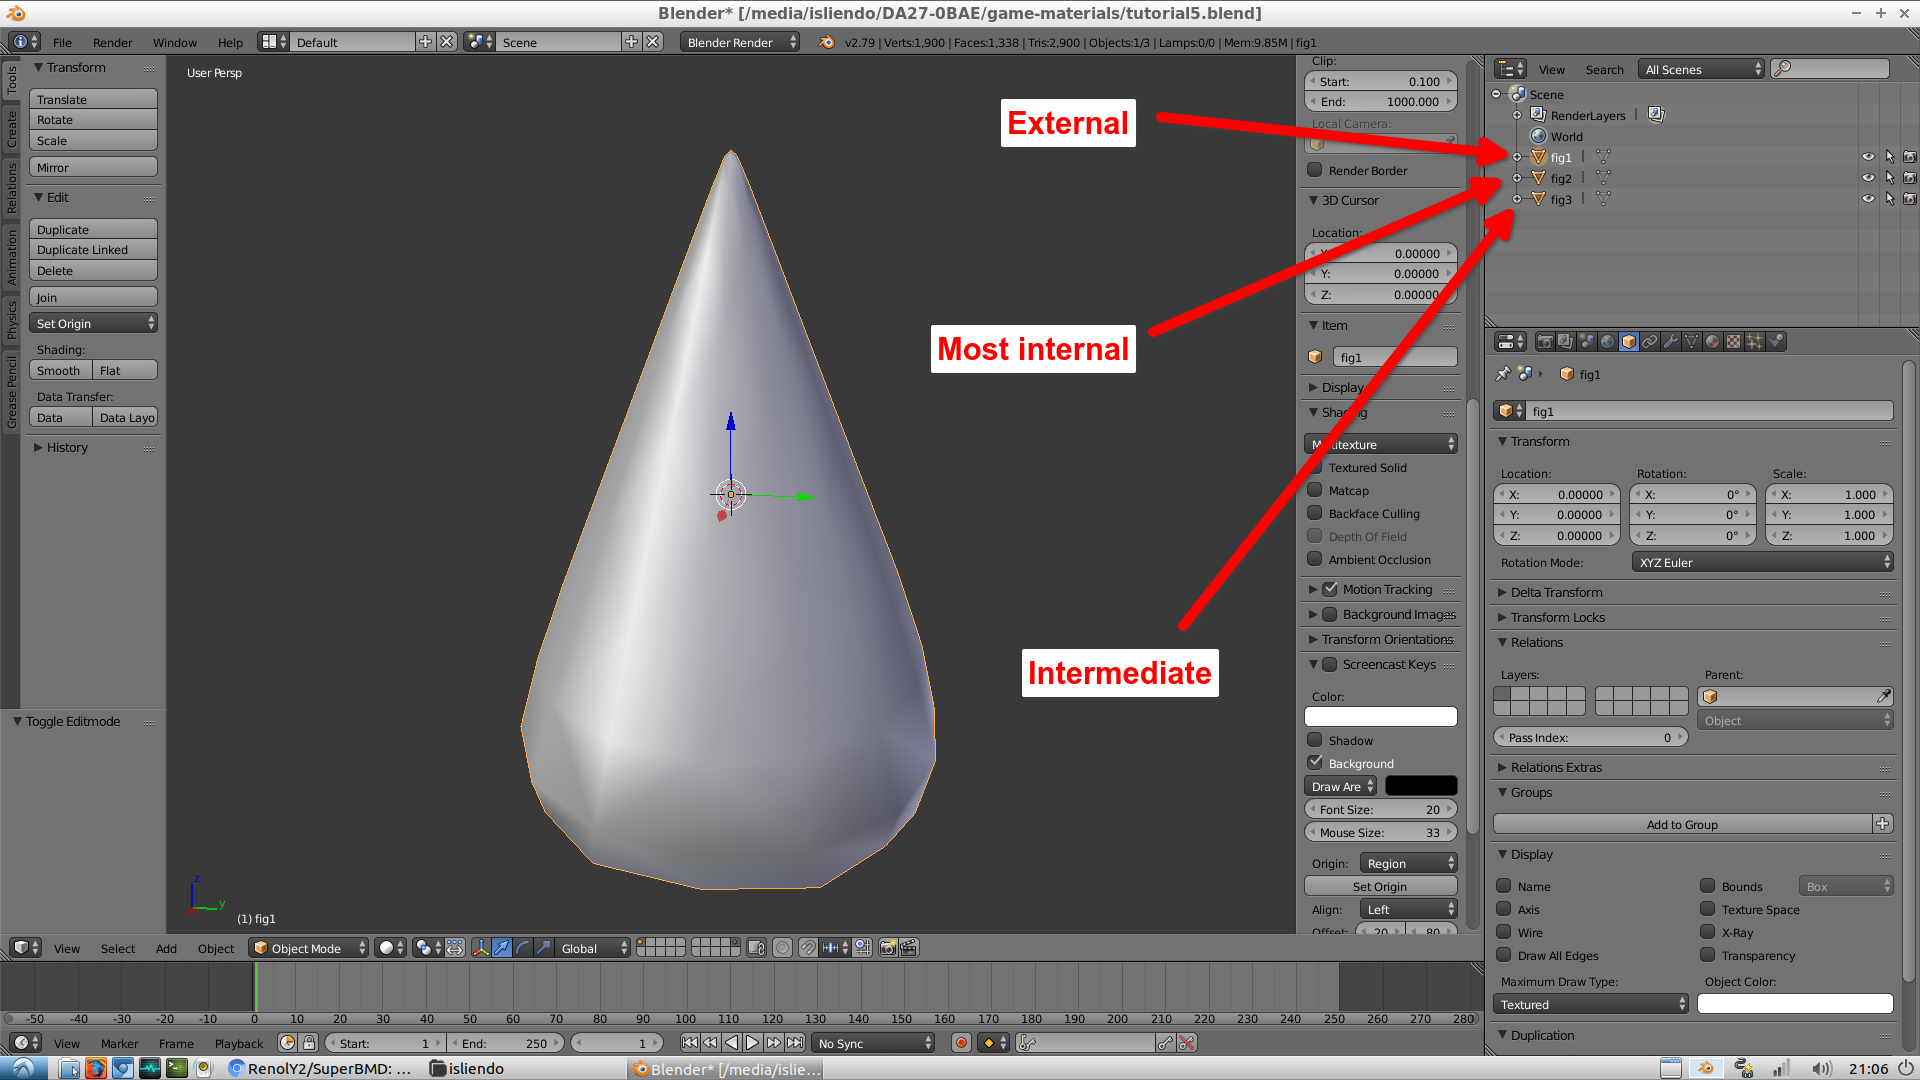 Blender* [/media/isliendo/DA27-0BAE/game-materials/tutorial5.blend]
File Render Window Help Default Scene Blender Render v2.79 | Verts:1,900 | Faces:1,338 | Tris:2,900 | Objects:1/3 | Lamps:0/0 | Mem:9.85M | fig1
Tools
Create
Relations
Animation
Physics
Grease Pencil
Transform
Translate
Rotate
Scale
Mirror
Edit
Duplicate
Duplicate Linked
Delete
Join
Set Origin
Shading:
Smooth Flat
Data Transfer:
Data Data Layo
History
Toggle Editmode
User Persp
External
Most internal
Intermediate
z
y
(1) fig1
Clip:
Start: 0.100
End: 1000.000
Local Camera:
Render Border
3D Cursor
Location:
0.00000
Y: 0.00000
Z: 0.00000
Item
fig1
Display
Shading
Multitexture
Textured Solid
Matcap
Backface Culling
Depth Of Field
Ambient Occlusion
Motion Tracking
Background Images
Transform Orientations
Screencast Keys
Color:
Shadow
Background
Draw Are
Font Size: 20
Mouse Size: 33
Origin: Region
Set Origin
Align: Left
Offset: 20 80
View Search All Scenes
Scene
RenderLayers |
World
fig1 |
fig2 |
fig3 |
fig1
fig1
Transform
Location: Rotation: Scale:
X: 0.00000 X: 0° X: 1.000
Y: 0.00000 Y: 0° Y: 1.000
Z: 0.00000 Z: 0° Z: 1.000
Rotation Mode: XYZ Euler
Delta Transform
Transform Locks
Relations
Layers: Parent:
Object
Pass Index: 0
Relations Extras
Groups
Add to Group
Display
Name Bounds Box
Axis Texture Space
Wire X-Ray
Draw All Edges Transparency
Maximum Draw Type: Object Color:
Textured
Duplication
View Select Add Object Object Mode Global
-50 -40 -30 -20 -10 0 10 20 30 40 50 60 70 80 90 100 110 120 130 140 150 160 170 180 190 200 210 220 230 240 250 260 270 280
View Marker Frame Playback Start: 1 End: 250 1 No Sync
RenolY2/SuperBMD: ... isliendo Blender* [/media/islie... 21:06